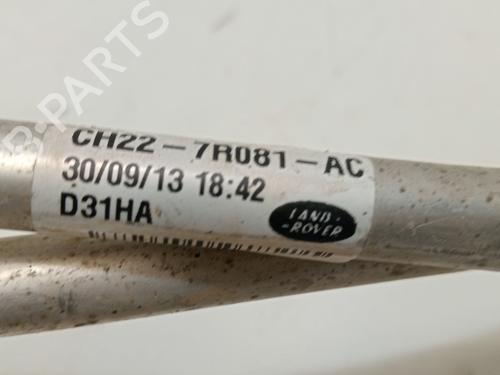 B-PARTS
CH22-7R081-AC
30/09/13 18:42
D31HA
LAND-
-ROVER